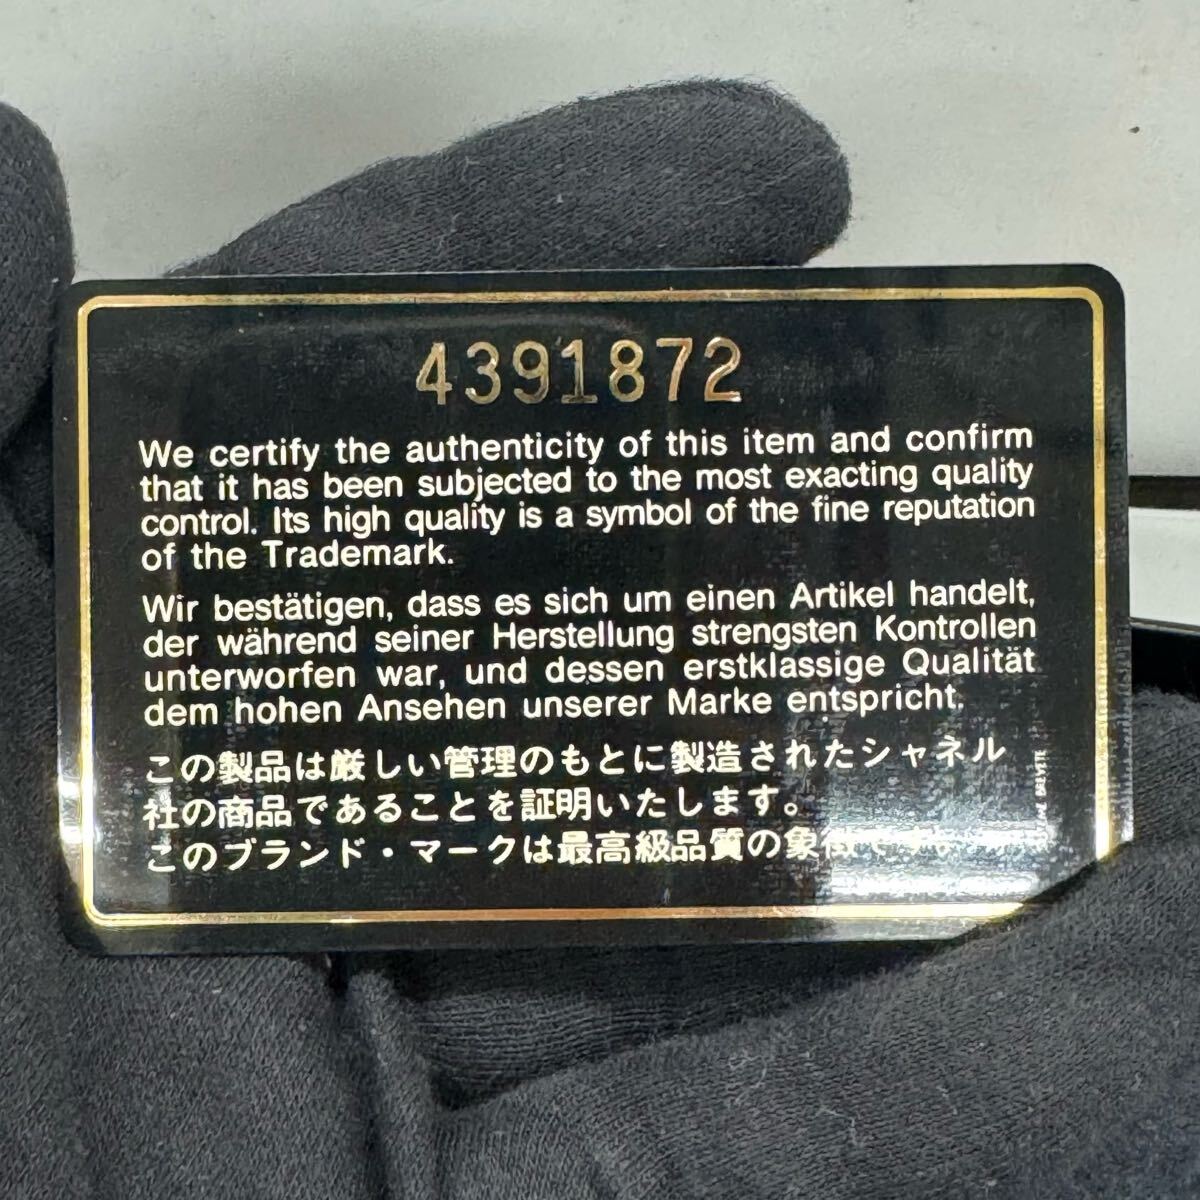 4391872
We certify the authenticity of this item and confirm
that it has been subjected to the most exacting quality
control. Its high quality is a symbol of the fine reputation
of the Trademark.
Wir bestätigen, dass es sich um einen Artikel handelt,
der während seiner Herstellung strengsten Kontrollen
unterworfen war, und dessen erstklassige Qualität
dem hohen Ansehen unserer Marke entspricht.
この製品は厳しい管理のもとに製造されたシャネル
社の商品であることを証明いたします。
このブランド・マークは最高級品質の象徴です。
BREVETE